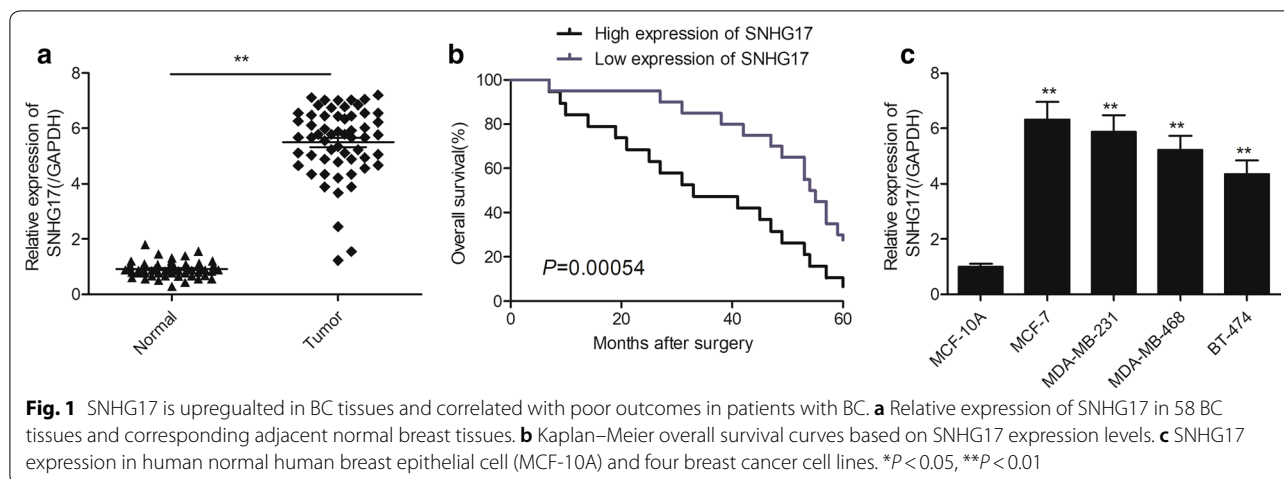 a
Relative expression of
SNHG17(/GAPDH)
8
6
4
2
0
**
Normal
Tumor
b
High expression of SNHG17
Low expression of SNHG17
Overall survival(%)
100
80
60
40
20
0
P=0.00054
0
20
40
60
Months after surgery
c
Relative expression of
SNHG17(/GAPDH)
8
6
4
2
0
**
**
**
**
MCF-10A
MCF-7
MDA-MB-231
MDA-MB-468
BT-474
Fig. 1 SNHG17 is upregualted in BC tissues and correlated with poor outcomes in patients with BC. a Relative expression of SNHG17 in 58 BC
tissues and corresponding adjacent normal breast tissues. b Kaplan–Meier overall survival curves based on SNHG17 expression levels. c SNHG17
expression in human normal human breast epithelial cell (MCF-10A) and four breast cancer cell lines. *P < 0.05, **P < 0.01